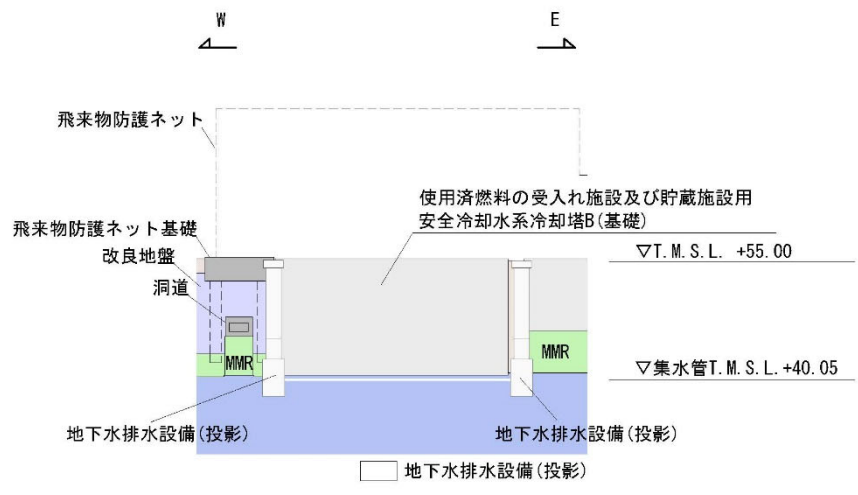 W
E
飛来物防護ネット
使用済燃料の受入れ施設及び貯蔵施設用
安全冷却水系冷却塔B(基礎)
飛来物防護ネット基礎
改良地盤
洞道
▽T.M.S.L. +55.00
MMR
MMR
▽集水管T.M.S.L.+40.05
地下水排水設備(投影)
地下水排水設備(投影)
地下水排水設備(投影)